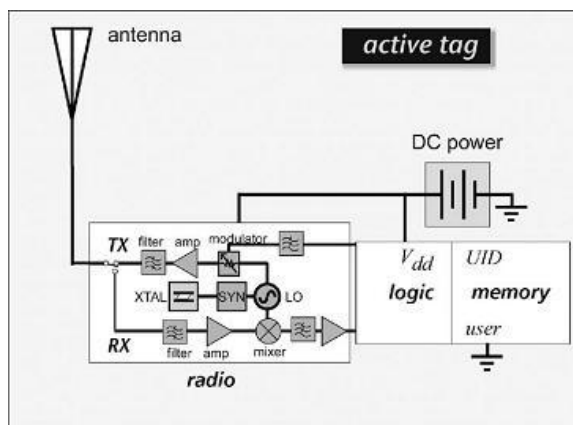 antenna
active tag
DC power
TX
filter
amp
modulator
XTAL
SYN
LO
RX
filter
amp
mixer
radio
Vdd
logic
UID
memory
user